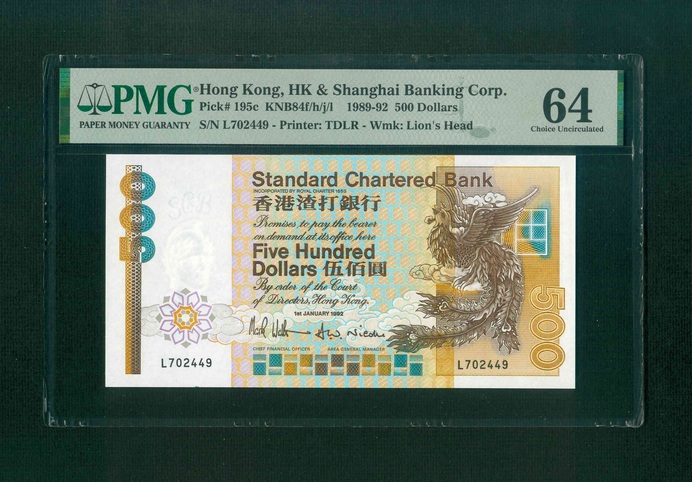 PMG
PAPER MONEY GUARANTY
Hong Kong, HK & Shanghai Banking Corp.
Pick# 195c KNB84f/h/j/l 1989-92 500 Dollars
S/N L702449 - Printer: TDLR - Wmk: Lion's Head
64
Choice Uncirculated
500
SCB
Standard Chartered Bank
INCORPORATED BY ROYAL CHARTER 1853
香港渣打銀行
Promises to pay the bearer
on demand at its office here
Five Hundred
Dollars 伍佰圓
By order of the Court
of Directors, Hong Kong.
1st JANUARY 1992
CHIEF FINANCIAL OFFICER AREA GENERAL MANAGER
L702449
L702449
500